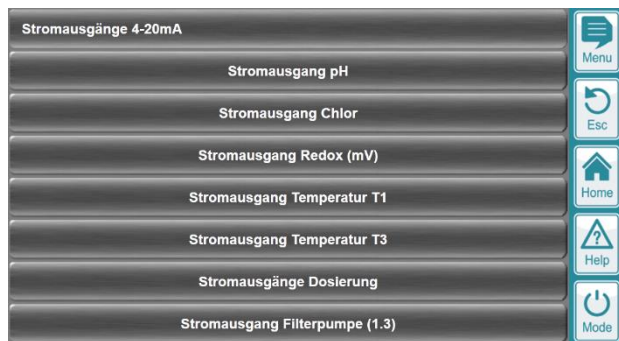 Stromausgänge 4-20mA
Stromausgang pH
Stromausgang Chlor
Stromausgang Redox (mV)
Stromausgang Temperatur T1
Stromausgang Temperatur T3
Stromausgänge Dosierung
Stromausgang Filterpumpe (1.3)
Menu
Esc
Home
?
Help
Mode